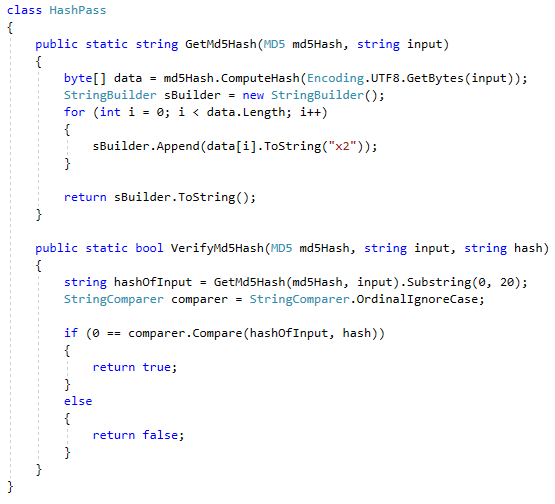 class HashPass
{
    public static string GetMd5Hash(MD5 md5Hash, string input)
    {
        byte[] data = md5Hash.ComputeHash(Encoding.UTF8.GetBytes(input));
        StringBuilder sBuilder = new StringBuilder();
        for (int i = 0; i < data.Length; i++)
        {
            sBuilder.Append(data[i].ToString("x2"));
        }

        return sBuilder.ToString();
    }

    public static bool VerifyMd5Hash(MD5 md5Hash, string input, string hash)
    {
        string hashOfInput = GetMd5Hash(md5Hash, input).Substring(0, 20);
        StringComparer comparer = StringComparer.OrdinalIgnoreCase;

        if (0 == comparer.Compare(hashOfInput, hash))
        {
            return true;
        }
        else
        {
            return false;
        }
    }
}